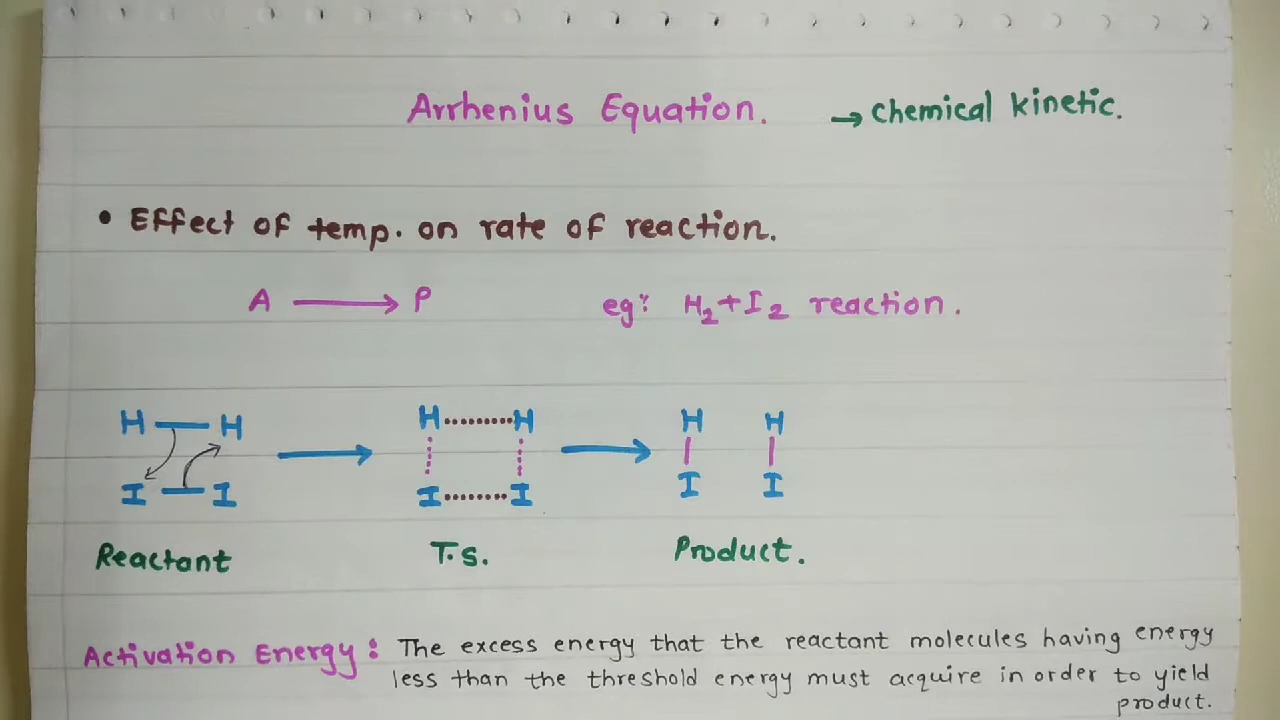 Arrhenius Equation. → Chemical kinetic.
• Effect of temp. on rate of reaction.
A → P eg: H₂+I₂ reaction.
H — H H·········H H H
I — I I········I I I
Reactant T.S. Product.
Activation Energy: The excess energy that the reactant molecules having energy
less than the threshold energy must acquire in order to yield
product.